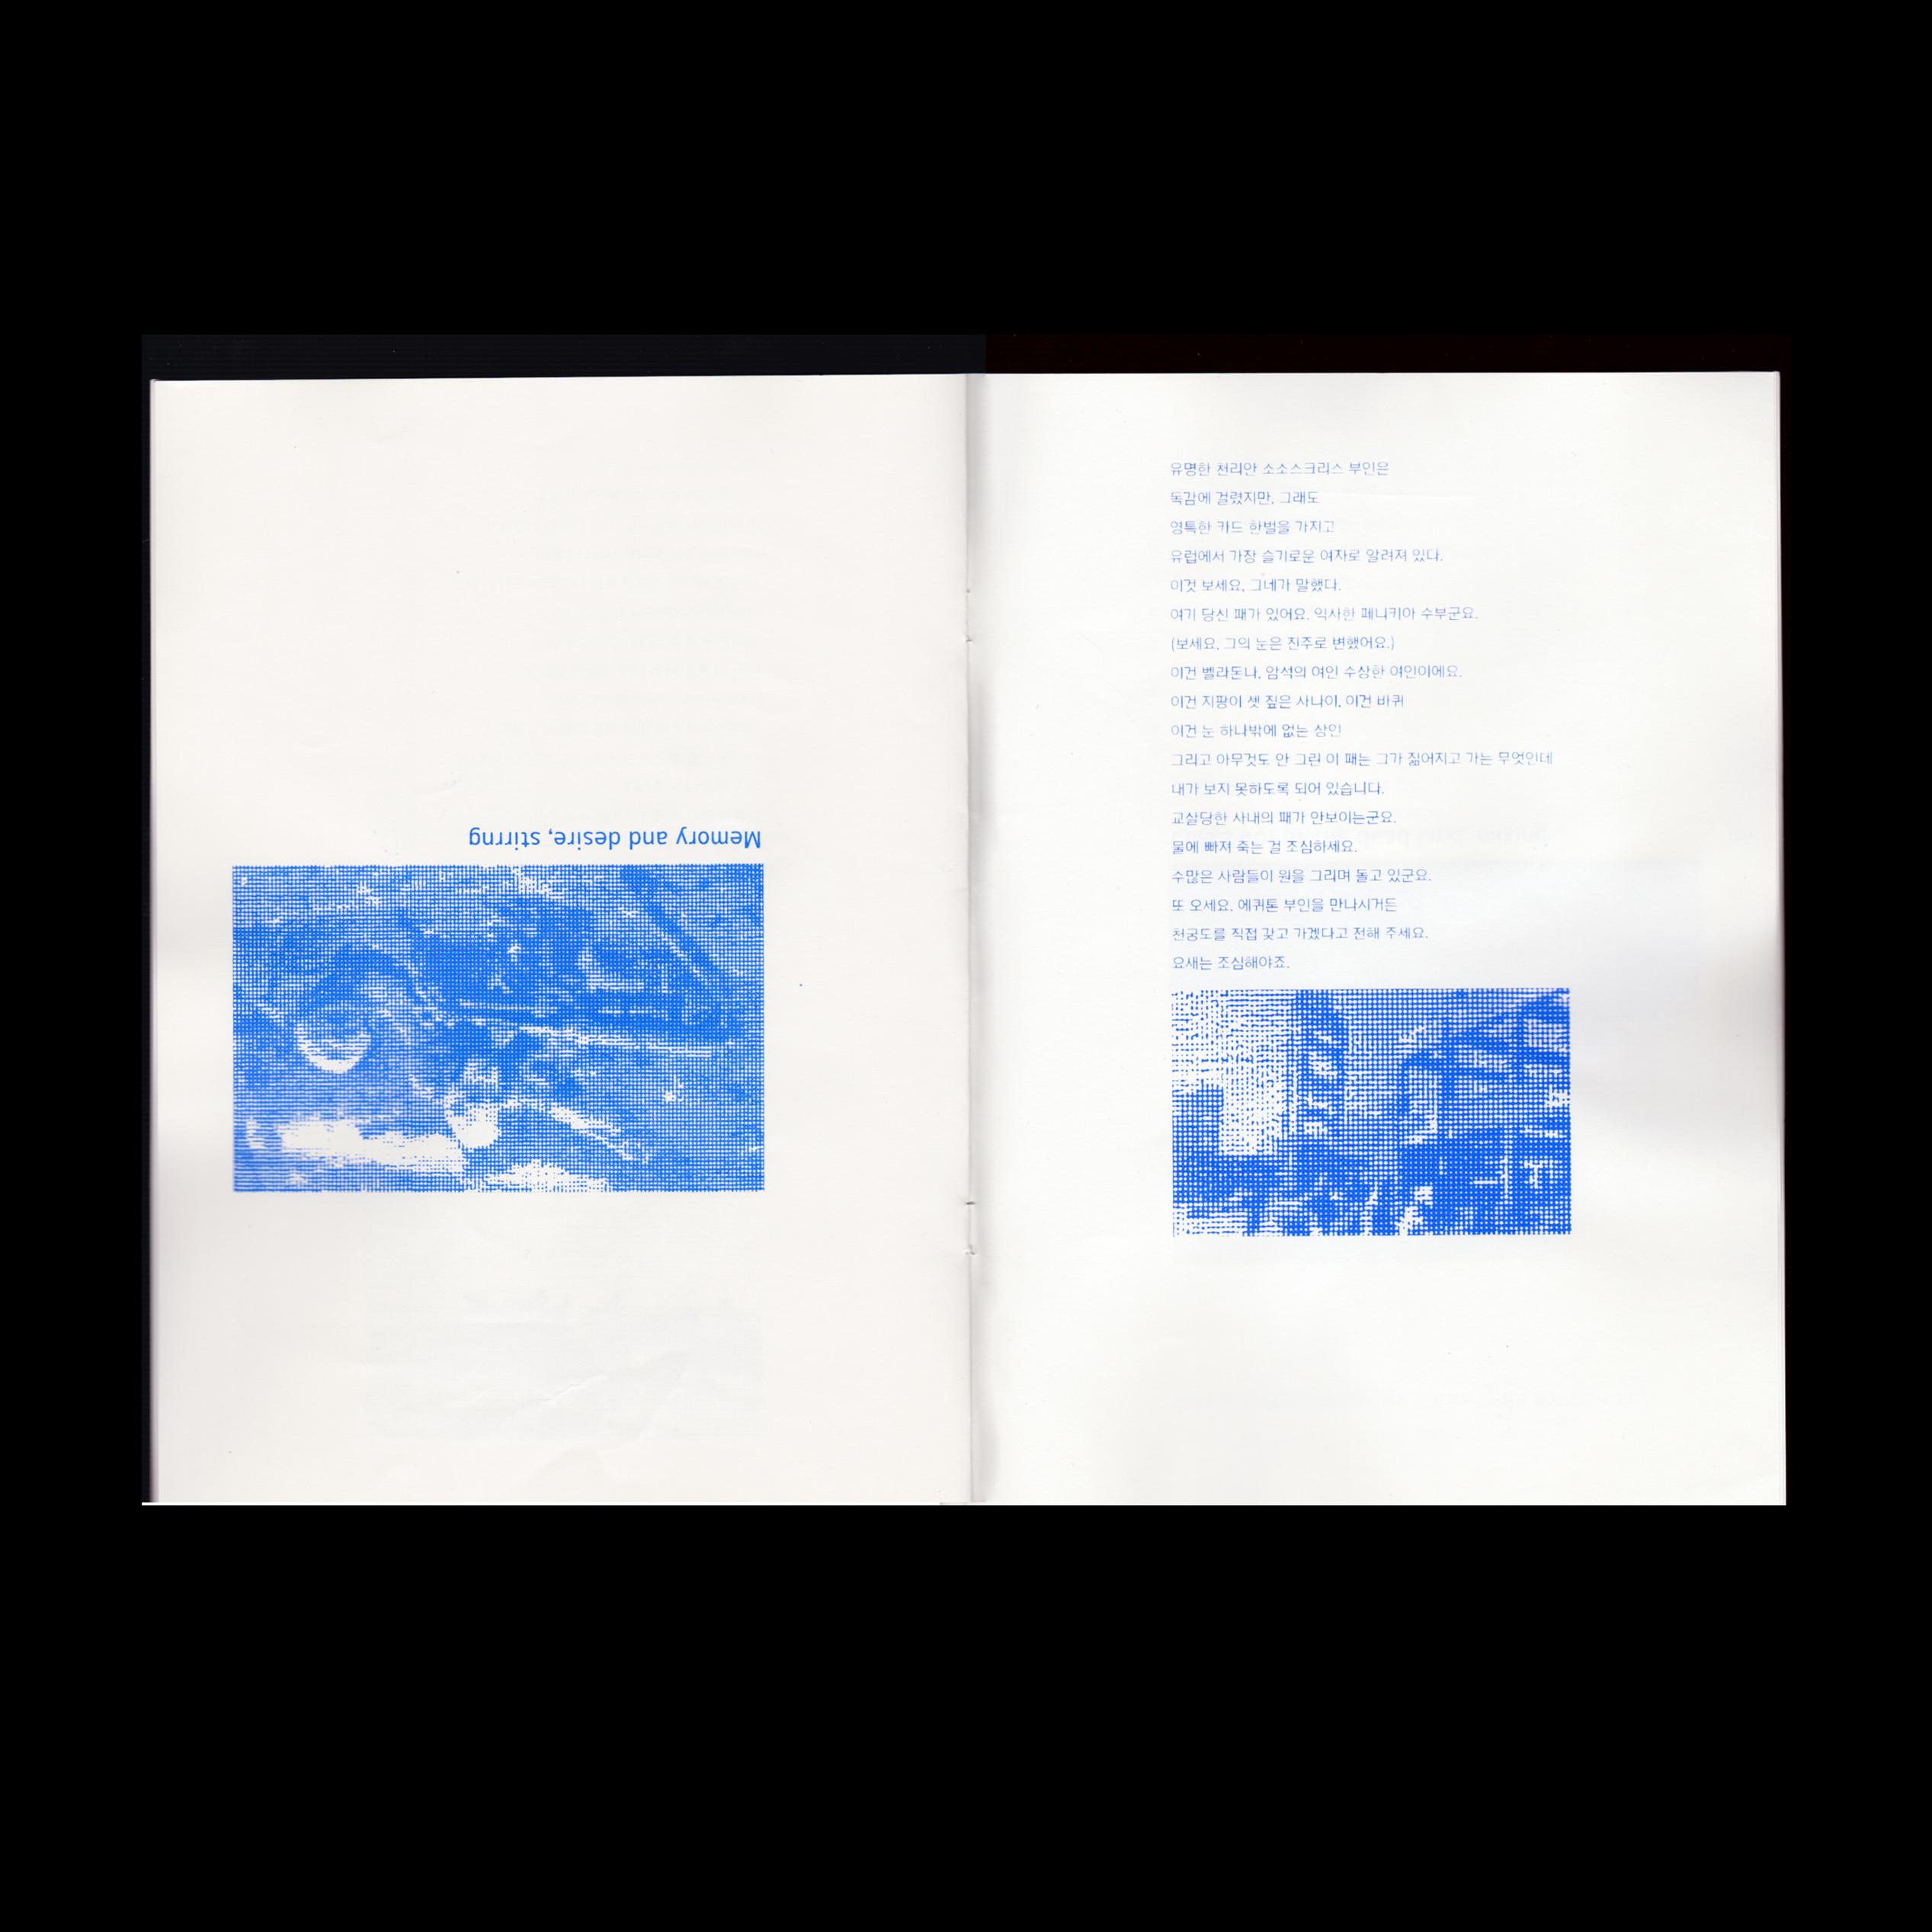 Memory and desire, stirrng
유명한 천리안 소소스크리스 부인은
독감에 걸렸지만, 그래도
영특한 카드 한벌을 가지고
유럽에서 가장 슬기로운 여자로 알려져 있다.
이것 보세요, 그네가 말했다.
여기 당신 패가 있어요. 익사한 페니키아 수부군요.
(보세요, 그의 눈은 진주로 변했어요.)
이건 벨라돈나, 암석의 여인 수상한 여인이에요.
이건 지팡이 셋 짚은 사나이, 이건 바퀴
이건 눈 하나밖에 없는 상인
그리고 아무것도 안 그린 이 패는 그가 짊어지고 가는 무엇인데
내가 보지 못하도록 되어 있습니다.
교살당한 사내의 패가 안보이는군요.
물에 빠져 죽는 걸 조심하세요.
수많은 사람들이 원을 그리며 돌고 있군요.
또 오세요. 에퀴톤 부인을 만나시거든
천궁도를 직접 갖고 가겠다고 전해 주세요.
요새는 조심해야죠.